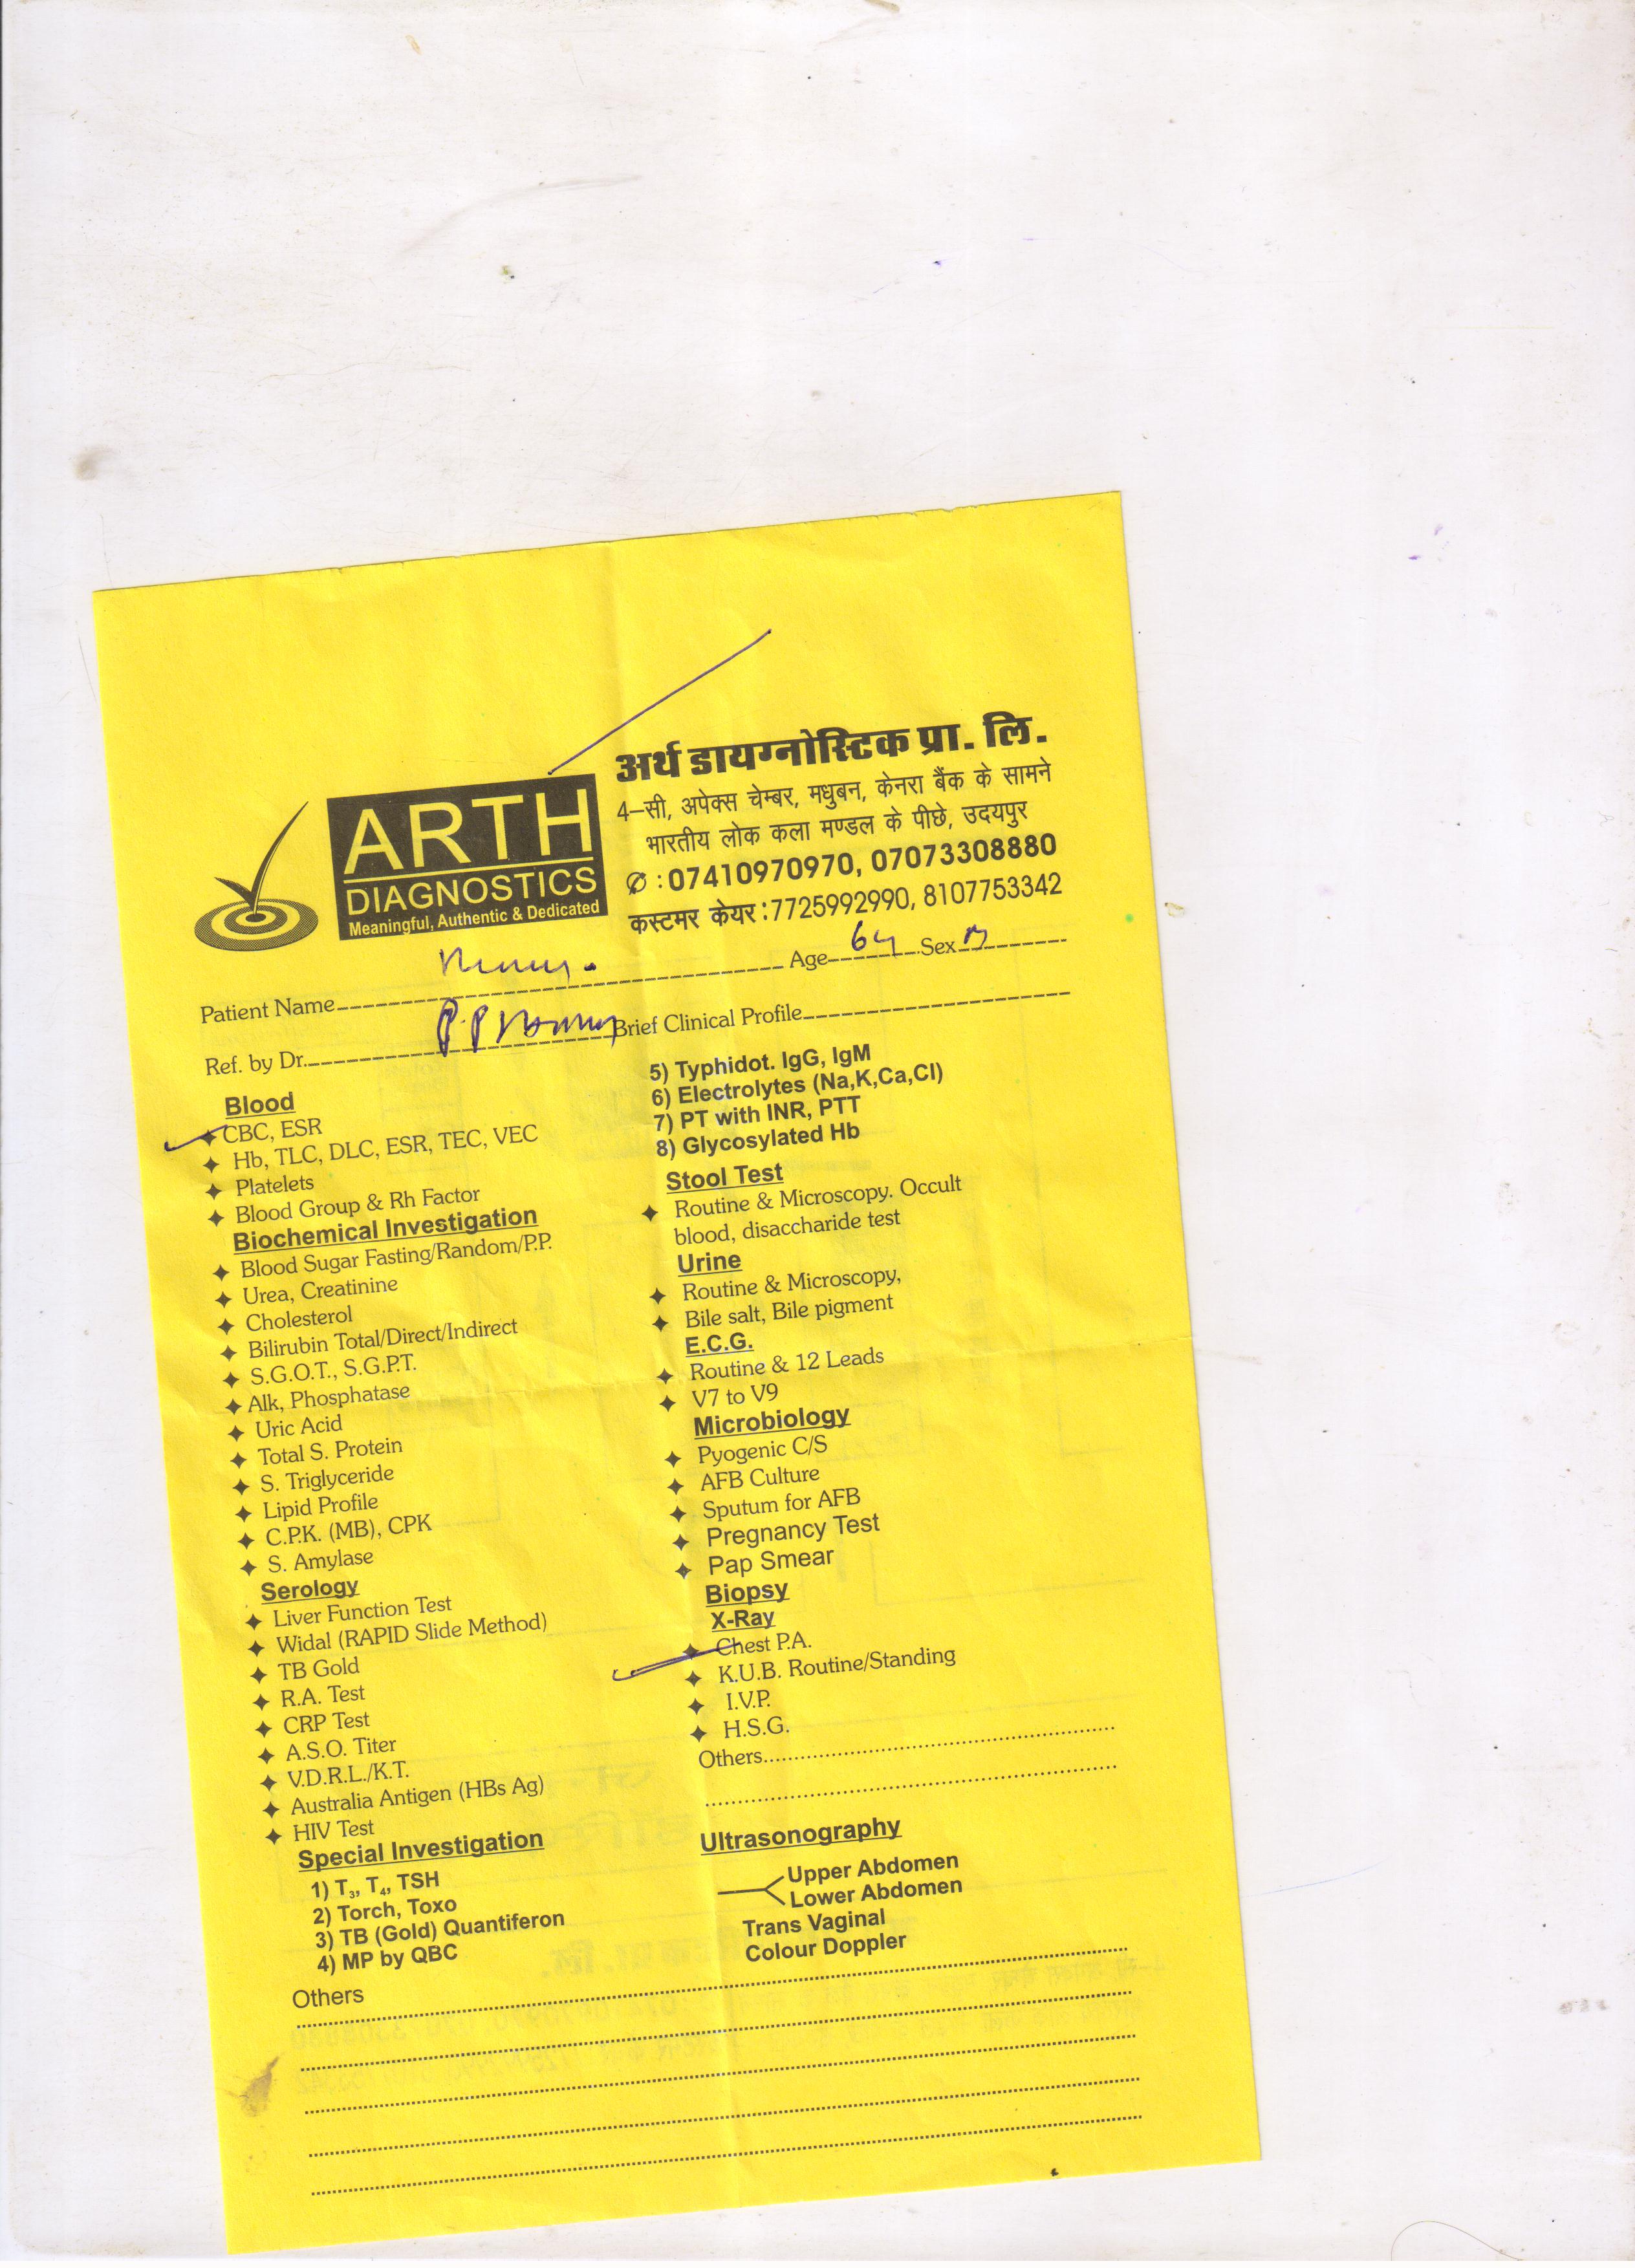 अर्थ डायग्नोस्टिक प्रा. लि.
4–सी, अपेक्स चेम्बर, मधुबन, केनरा बैंक के सामने
भारतीय लोक कला मण्डल के पीछे, उदयपुर
✆ : 07410970970, 07073308880
कस्टमर केयर : 7725992990, 8107753342
ARTH
DIAGNOSTICS
Meaningful, Authentic & Dedicated
Patient Name Age Sex
Ref. by Dr. P.P Brief Clinical Profile
Blood
CBC, ESR
Hb, TLC, DLC, ESR, TEC, VEC
Platelets
Blood Group & Rh Factor
Biochemical Investigation
Blood Sugar Fasting/Random/P.P.
Urea, Creatinine
Cholesterol
Bilirubin Total/Direct/Indirect
S.G.O.T., S.G.P.T.
Alk, Phosphatase
Uric Acid
Total S. Protein
S. Triglyceride
Lipid Profile
C.P.K. (MB), CPK
S. Amylase
Serology
Liver Function Test
Widal (RAPID Slide Method)
TB Gold
R.A. Test
CRP Test
A.S.O. Titer
V.D.R.L./K.T.
Australia Antigen (HBs Ag)
HIV Test
Special Investigation
1) T₃, T₄, TSH
2) Torch, Toxo
3) TB (Gold) Quantiferon
4) MP by QBC
5) Typhidot. IgG, IgM
6) Electrolytes (Na,K,Ca,Cl)
7) PT with INR, PTT
8) Glycosylated Hb
Stool Test
Routine & Microscopy. Occult
blood, disaccharide test
Urine
Routine & Microscopy,
Bile salt, Bile pigment
E.C.G.
Routine & 12 Leads
V7 to V9
Microbiology
Pyogenic C/S
AFB Culture
Sputum for AFB
Pregnancy Test
Pap Smear
Biopsy
X-Ray
Chest P.A.
K.U.B. Routine/Standing
I.V.P.
H.S.G.
Others
Ultrasonography
Upper Abdomen
Lower Abdomen
Trans Vaginal
Colour Doppler
Others